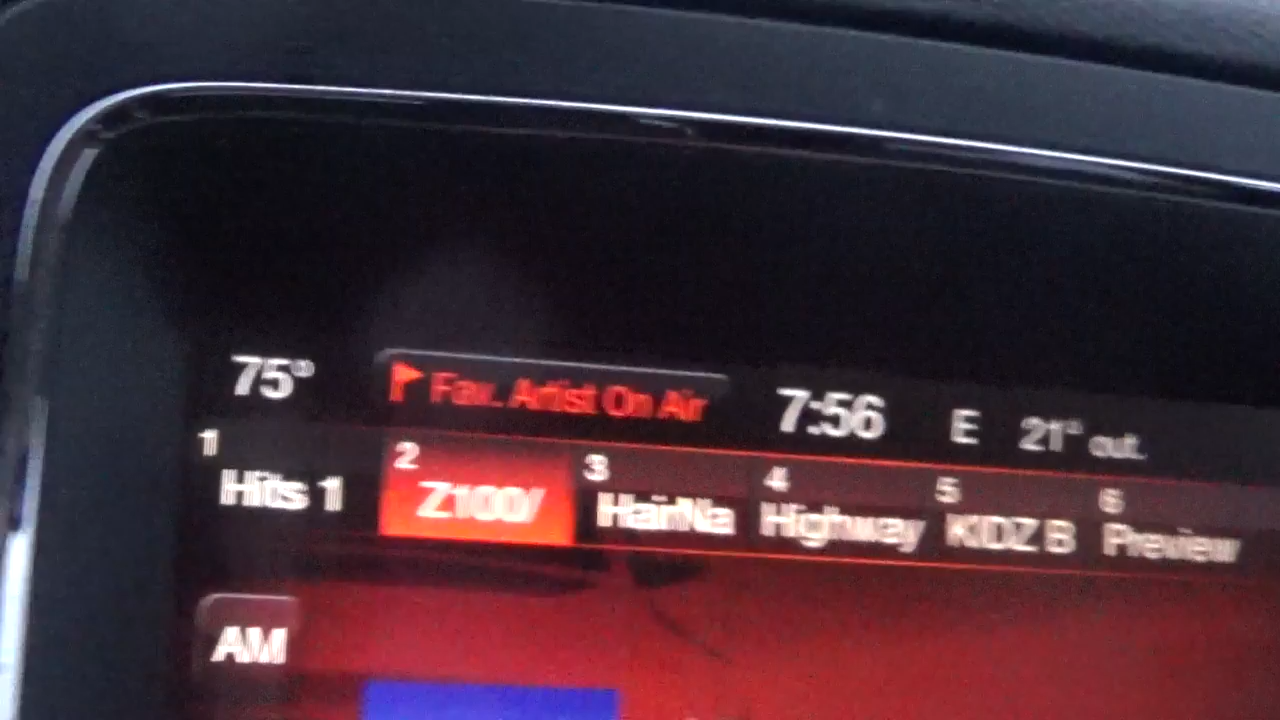 75° Fav. Artist On Air 7:56 E 21° out.
1 2 3 4 5 6
Hits 1 Z100/ HairNa Highway KIDZ B Preview
AM